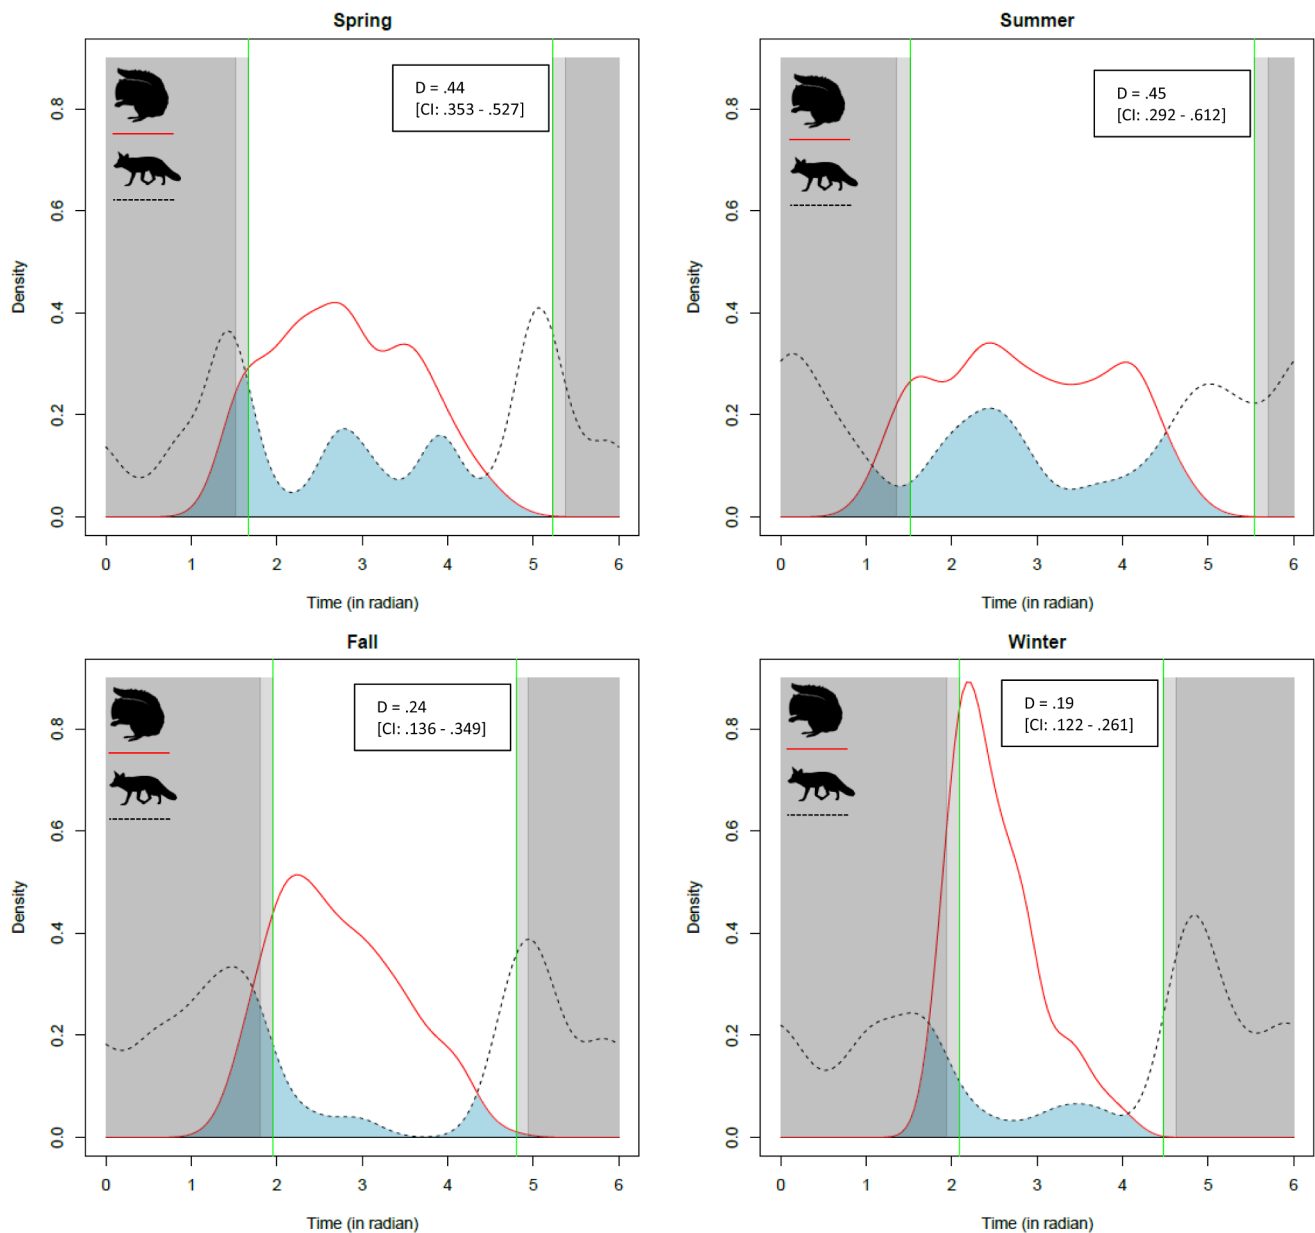 Spring
D = .44
[CI: .353 - .527]
Density
0.0
0.2
0.4
0.6
0.8
0 1 2 3 4 5 6
Time (in radian)
Summer
D = .45
[CI: .292 - .612]
Density
0.0
0.2
0.4
0.6
0.8
0 1 2 3 4 5 6
Time (in radian)
Fall
D = .24
[CI: .136 - .349]
Density
0.0
0.2
0.4
0.6
0.8
0 1 2 3 4 5 6
Time (in radian)
Winter
D = .19
[CI: .122 - .261]
Density
0.0
0.2
0.4
0.6
0.8
0 1 2 3 4 5 6
Time (in radian)